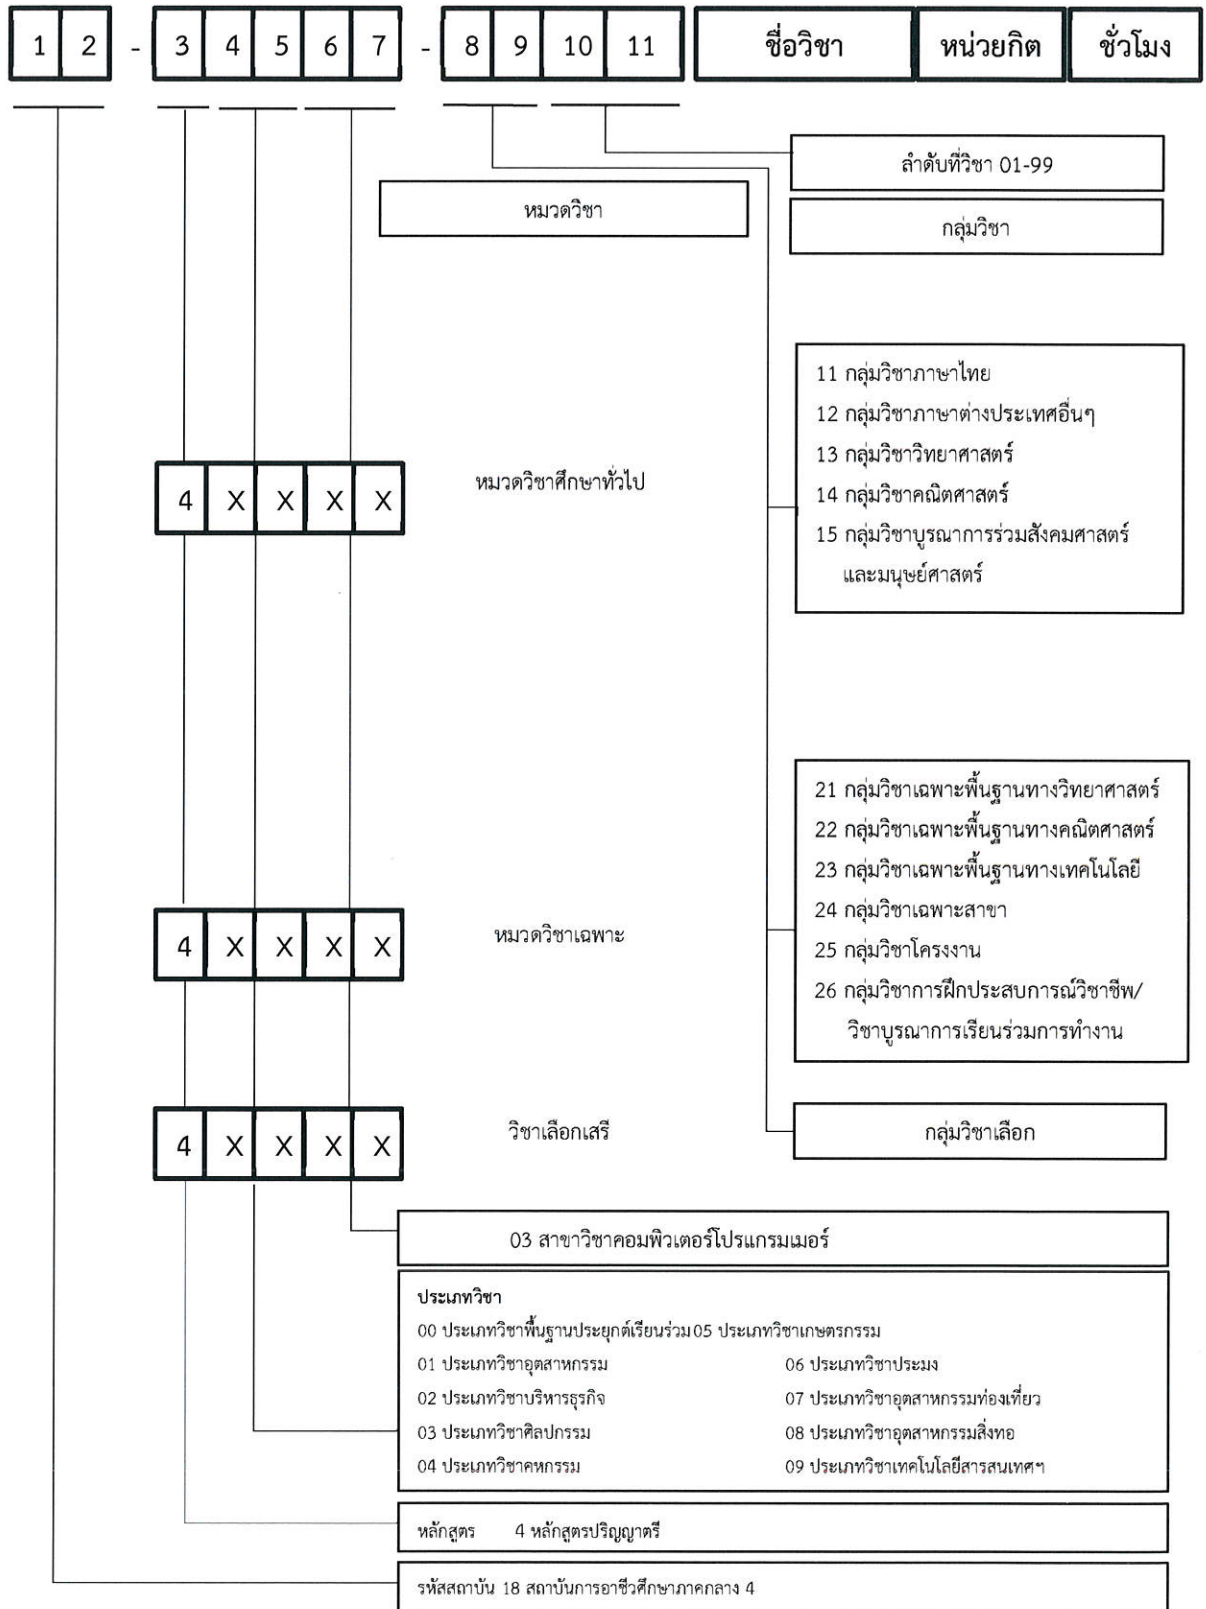 1 2 - 3 4 5 6 7 - 8 9 10 11 ชื่อวิชา หน่วยกิต ชั่วโมง
ลำดับที่วิชา 01-99
หมวดวิชา
กลุ่มวิชา
11 กลุ่มวิชาภาษาไทย
12 กลุ่มวิชาภาษาต่างประเทศอื่นๆ
13 กลุ่มวิชาวิทยาศาสตร์
14 กลุ่มวิชาคณิตศาสตร์
15 กลุ่มวิชาบูรณาการร่วมสังคมศาสตร์
และมนุษย์ศาสตร์
4 X X X X
หมวดวิชาศึกษาทั่วไป
21 กลุ่มวิชาเฉพาะพื้นฐานทางวิทยาศาสตร์
22 กลุ่มวิชาเฉพาะพื้นฐานทางคณิตศาสตร์
23 กลุ่มวิชาเฉพาะพื้นฐานทางเทคโนโลยี
24 กลุ่มวิชาเฉพาะสาขา
25 กลุ่มวิชาโครงงาน
26 กลุ่มวิชาการฝึกประสบการณ์วิชาชีพ/
วิชาบูรณาการเรียนร่วมการทำงาน
4 X X X X
หมวดวิชาเฉพาะ
4 X X X X
วิชาเลือกเสรี
กลุ่มวิชาเลือก
03 สาขาวิชาคอมพิวเตอร์โปรแกรมเมอร์
ประเภทวิชา
00 ประเภทวิชาพื้นฐานประยุกต์เรียนร่วม 05 ประเภทวิชาเกษตรกรรม
01 ประเภทวิชาอุตสาหกรรม 06 ประเภทวิชาประมง
02 ประเภทวิชาบริหารธุรกิจ 07 ประเภทวิชาอุตสาหกรรมท่องเที่ยว
03 ประเภทวิชาศิลปกรรม 08 ประเภทวิชาอุตสาหกรรมสิ่งทอ
04 ประเภทวิชาคหกรรม 09 ประเภทวิชาเทคโนโลยีสารสนเทศฯ
หลักสูตร 4 หลักสูตรปริญญาตรี
รหัสสถาบัน 18 สถาบันการอาชีวศึกษาภาคกลาง 4